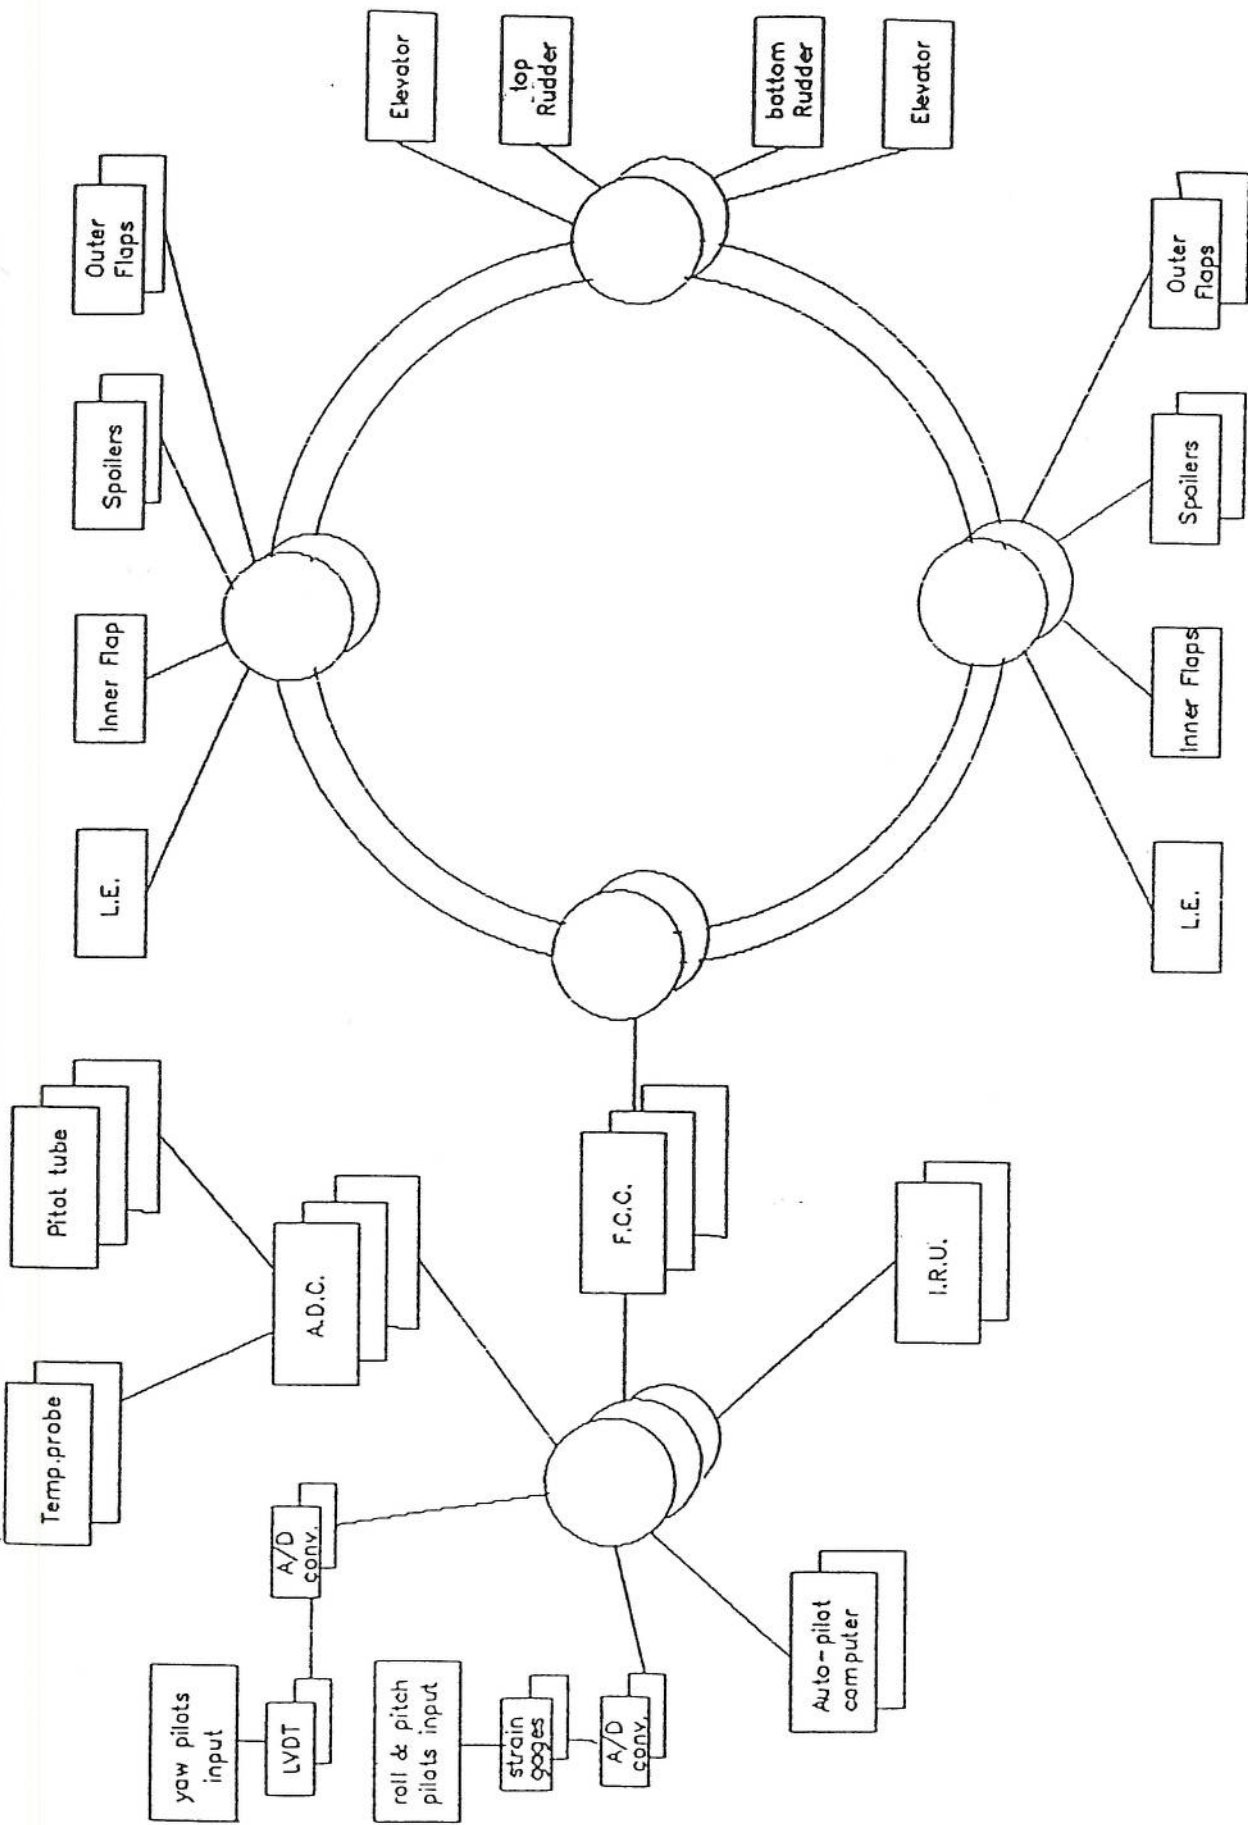 yaw pilots
input
LVDT
A/D
conv.
roll & pitch
pilots input
strain
gages
A/D
conv.
Auto-pilot
computer
Temp.probe
Pitot tube
A.D.C.
F.C.C.
I.R.U.
L.E.
Inner Flap
Spoilers
Outer
Flaps
Elevator
top
Rudder
bottom
Rudder
Elevator
L.E.
Inner Flaps
Spoilers
Outer
Flaps